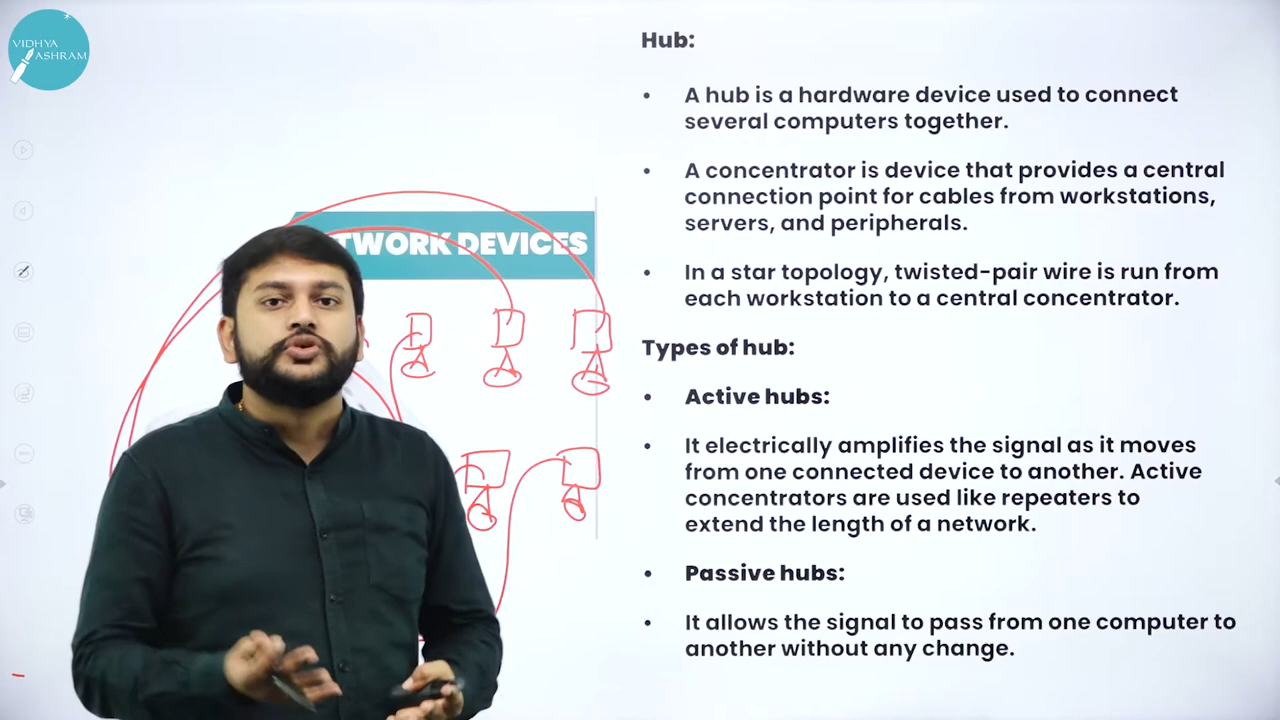 VIDHYA
ASHRAM
TWORK DEVICES
Hub:
• A hub is a hardware device used to connect
several computers together.
• A concentrator is device that provides a central
connection point for cables from workstations,
servers, and peripherals.
• In a star topology, twisted-pair wire is run from
each workstation to a central concentrator.
Types of hub:
• Active hubs:
• It electrically amplifies the signal as it moves
from one connected device to another. Active
concentrators are used like repeaters to
extend the length of a network.
• Passive hubs:
• It allows the signal to pass from one computer to
another without any change.